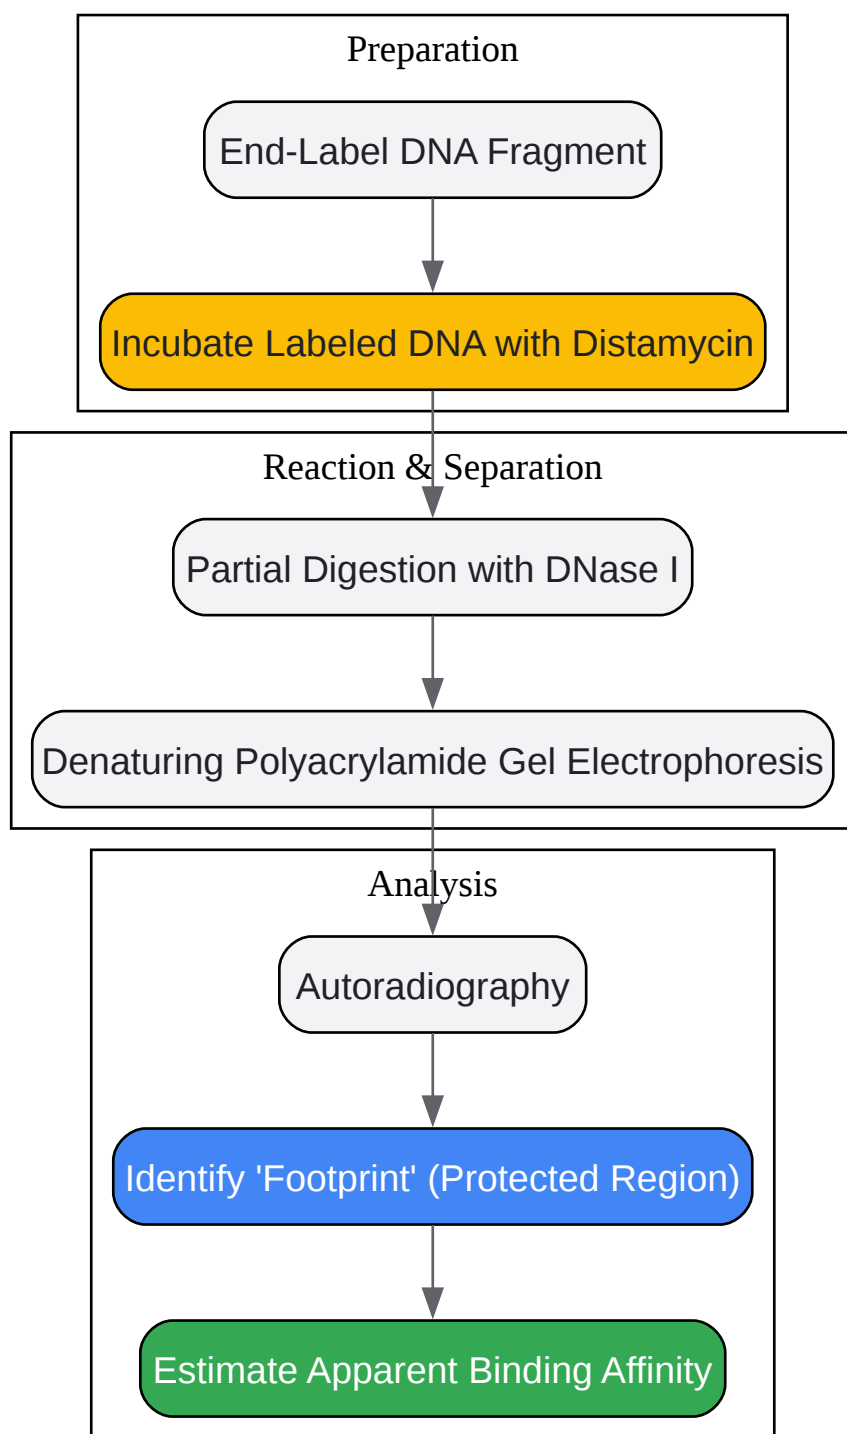 Preparation
End-Label DNA Fragment
Incubate Labeled DNA with Distamycin
Reaction & Separation
Partial Digestion with DNase I
Denaturing Polyacrylamide Gel Electrophoresis
Analysis
Autoradiography
Identify 'Footprint' (Protected Region)
Estimate Apparent Binding Affinity